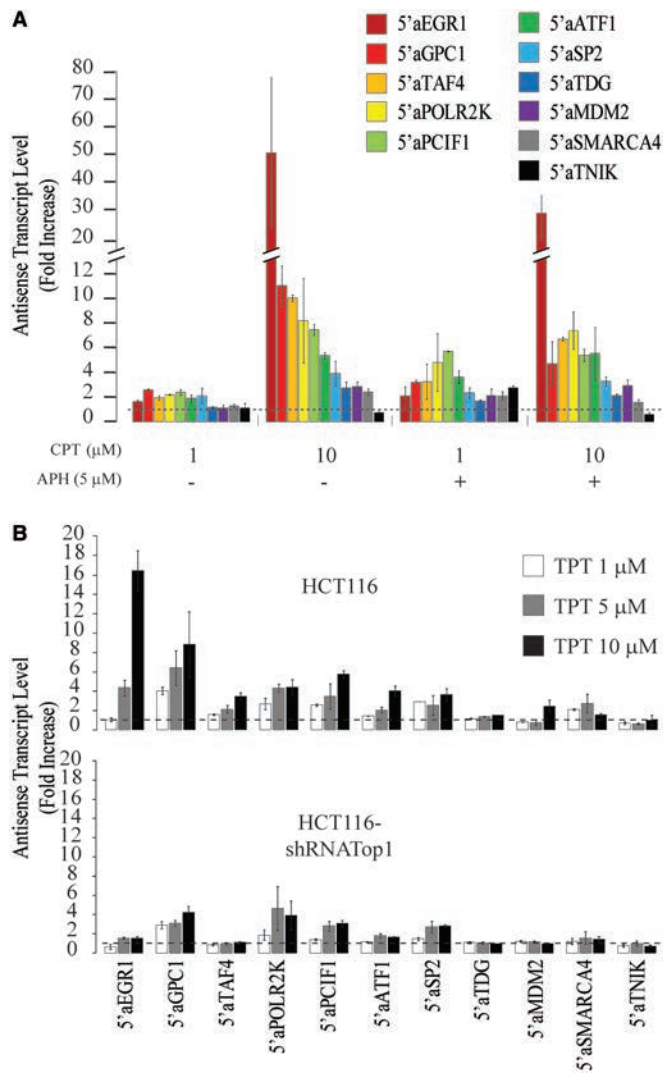 A
5'aEGR1
5'aGPC1
5'aTAF4
5'aPOLR2K
5'aPCIF1
5'aATF1
5'aSP2
5'aTDG
5'aMDM2
5'aSMARCA4
5'aTNIK
Antisense Transcript Level
(Fold Increase)
80
70
60
50
40
30
20
12
10
8
6
4
2
0
CPT (μM) 1 10 1 10
APH (5 μM) - - + +
B
Antisense Transcript Level
(Fold Increase)
20
18
16
14
12
10
8
6
4
2
0
HCT116
TPT 1 μM
TPT 5 μM
TPT 10 μM
20
18
16
14
12
10
8
6
4
2
0
HCT116-
shRNATop1
5'aEGR1
5'aGPC1
5'aTAF4
5'aPOLR2K
5'aPCIF1
5'aATF1
5'aSP2
5'aTDG
5'aMDM2
5'aSMARCA4
5'aTNIK